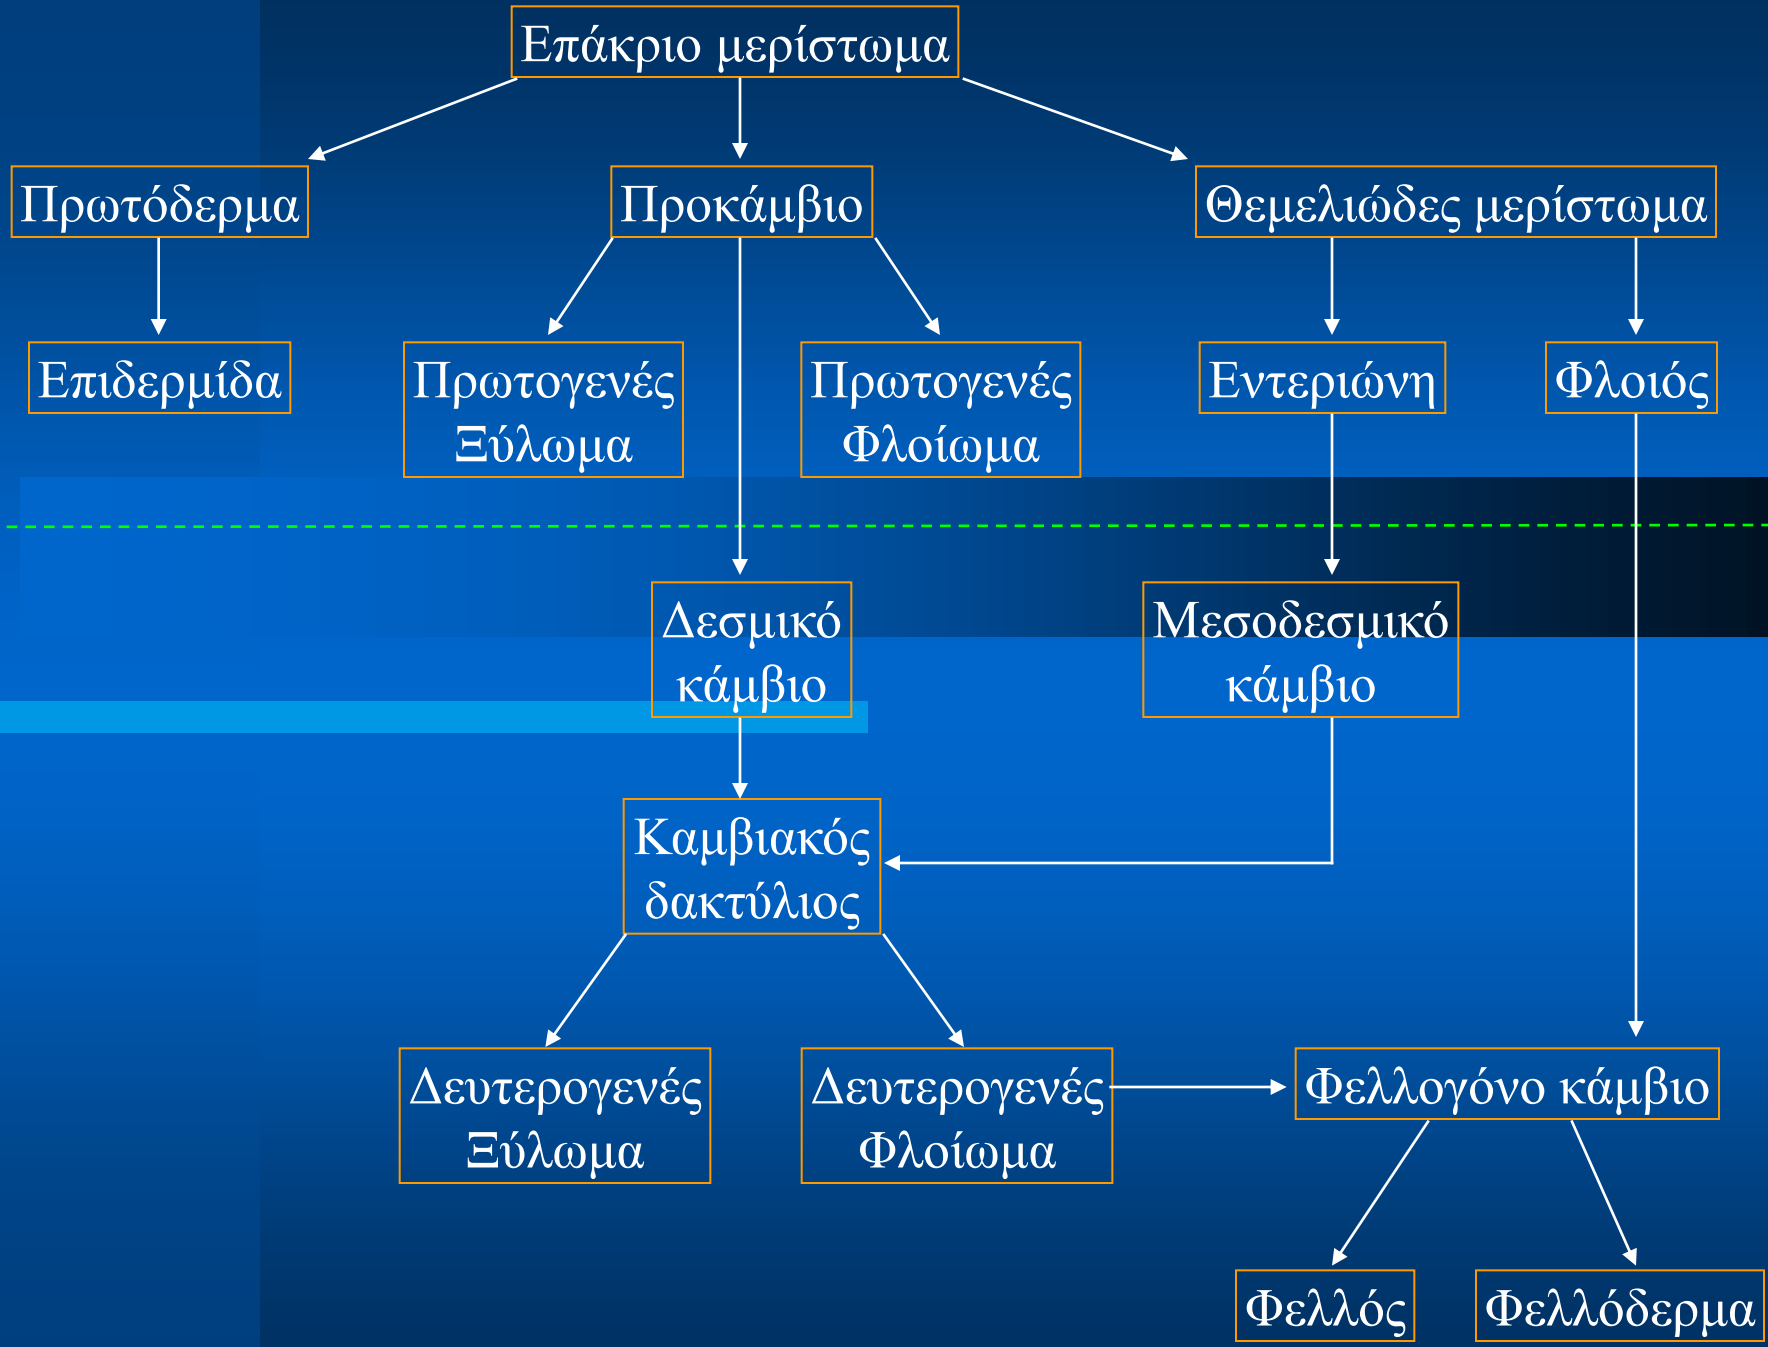 Επάκριο μερίστωμα
Πρωτόδερμα
Προκάμβιο
Θεμελιώδες μερίστωμα
Επιδερμίδα
Πρωτογενές
Ξύλωμα
Πρωτογενές
Φλοίωμα
Εντεριώνη
Φλοιός
Δεσμικό
κάμβιο
Μεσοδεσμικό
κάμβιο
Καμβιακός
δακτύλιος
Δευτερογενές
Ξύλωμα
Δευτερογενές
Φλοίωμα
Φελλογόνο κάμβιο
Φελλός
Φελλόδερμα